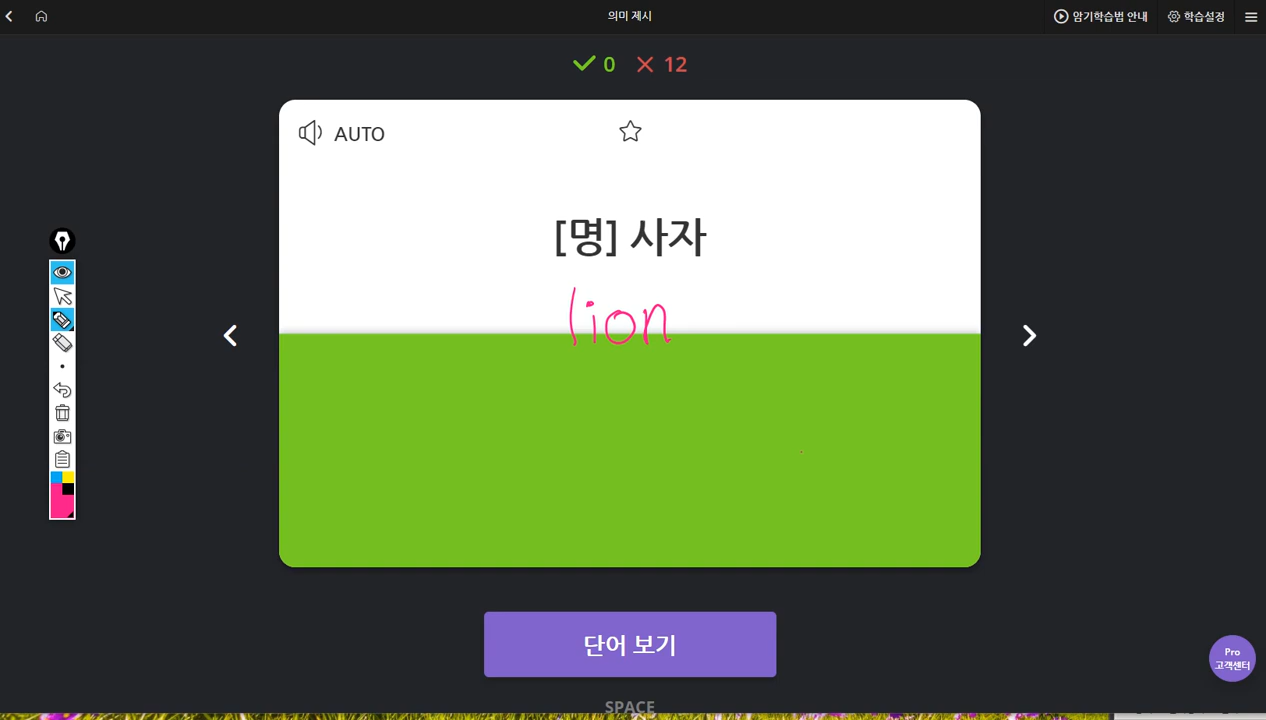 의미 제시
암기학습법 안내
학습설정
0
12
AUTO
[명] 사자
lion
단어 보기
Pro
고객센터
SPACE